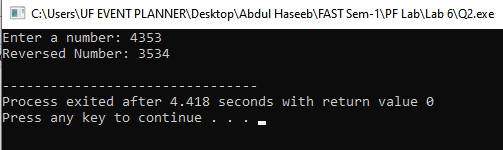 C:\Users\UF EVENT PLANNER\Desktop\Abdul Haseeb\FAST Sem-1\PF Lab\Lab 6\Q2.exe
Enter a number: 4353
Reversed Number: 3534
--------------------------------
Process exited after 4.418 seconds with return value 0
Press any key to continue . . .